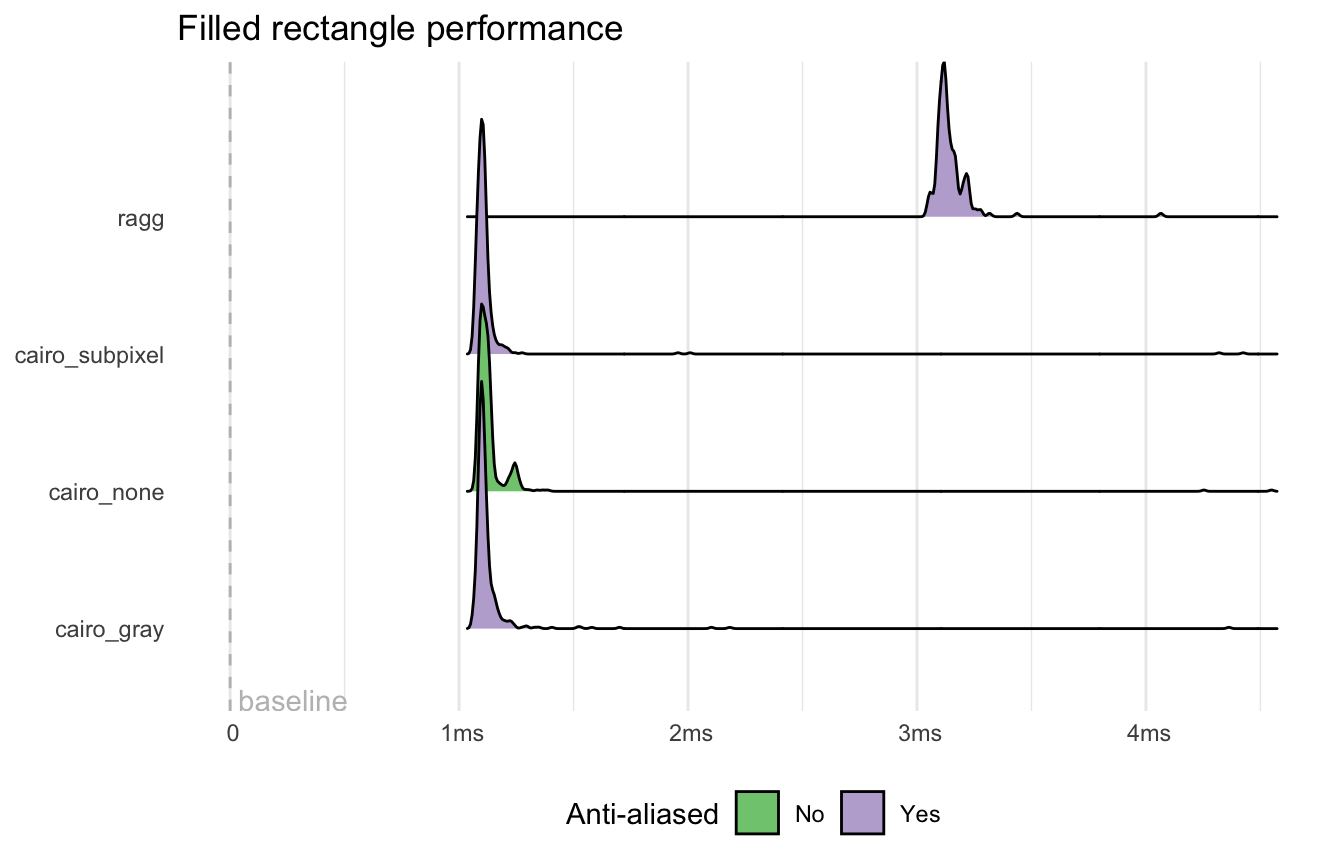 Filled rectangle performance
ragg
cairo_subpixel
cairo_none
cairo_gray
baseline
0 1ms 2ms 3ms 4ms
Anti-aliased No Yes